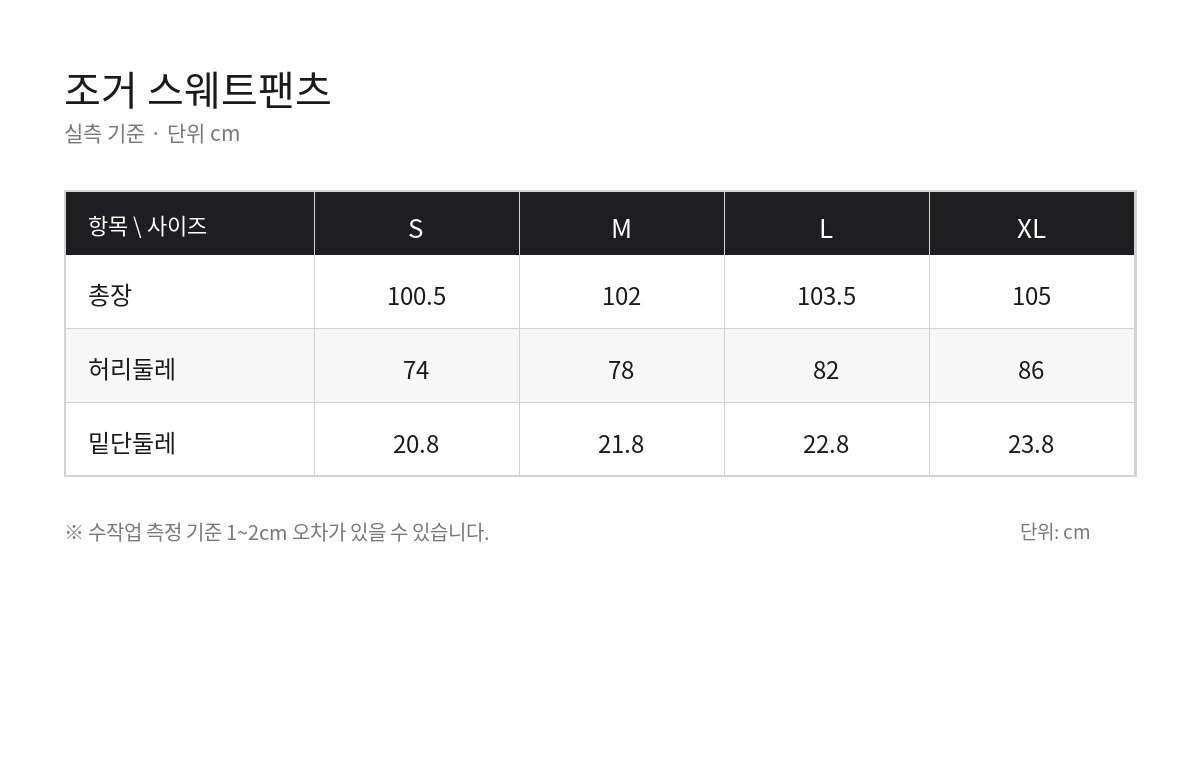 조거 스웨트팬츠
실측 기준 · 단위 cm
항목 \ 사이즈 S M L XL
총장 100.5 102 103.5 105
허리둘레 74 78 82 86
밑단둘레 20.8 21.8 22.8 23.8
※ 수작업 측정 기준 1~2cm 오차가 있을 수 있습니다. 단위: cm